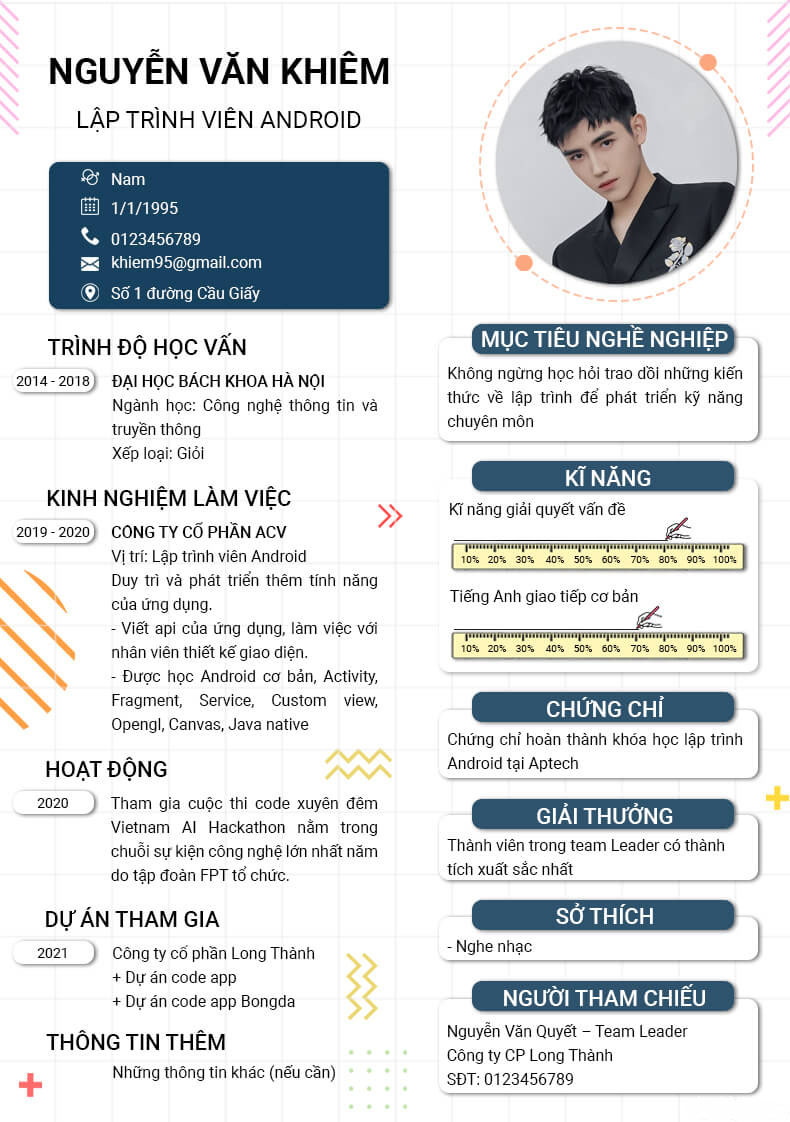 NGUYỄN VĂN KHIÊM
LẬP TRÌNH VIÊN ANDROID
Nam
1/1/1995
0123456789
khiem95@gmail.com
Số 1 đường Cầu Giấy
TRÌNH ĐỘ HỌC VẤN
2014 - 2018
ĐẠI HỌC BÁCH KHOA HÀ NỘI
Ngành học: Công nghệ thông tin và
truyền thông
Xếp loại: Giỏi
KINH NGHIỆM LÀM VIỆC
2019 - 2020
CÔNG TY CỔ PHẦN ACV
Vị trí: Lập trình viên Android
Duy trì và phát triển thêm tính năng
của ứng dụng.
- Viết api của ứng dụng, làm việc với
nhân viên thiết kế giao diện.
- Được học Android cơ bản, Activity,
Fragment, Service, Custom view,
Opengl, Canvas, Java native
HOẠT ĐỘNG
2020
Tham gia cuộc thi code xuyên đêm
Vietnam AI Hackathon nằm trong
chuỗi sự kiện công nghệ lớn nhất năm
do tập đoàn FPT tổ chức.
DỰ ÁN THAM GIA
2021
Công ty cổ phần Long Thành
+ Dự án code app
+ Dự án code app Bongda
THÔNG TIN THÊM
Những thông tin khác (nếu cần)
MỤC TIÊU NGHỀ NGHIỆP
Không ngừng học hỏi trao dồi những kiến
thức về lập trình để phát triển kỹ năng
chuyên môn
KĨ NĂNG
Kĩ năng giải quyết vấn đề
10% 20% 30% 40% 50% 60% 70% 80% 90% 100%
Tiếng Anh giao tiếp cơ bản
10% 20% 30% 40% 50% 60% 70% 80% 90% 100%
CHỨNG CHỈ
Chứng chỉ hoàn thành khóa học lập trình
Android tại Aptech
GIẢI THƯỞNG
Thành viên trong team Leader có thành
tích xuất sắc nhất
SỞ THÍCH
- Nghe nhạc
NGƯỜI THAM CHIẾU
Nguyễn Văn Quyết – Team Leader
Công ty CP Long Thành
SĐT: 0123456789